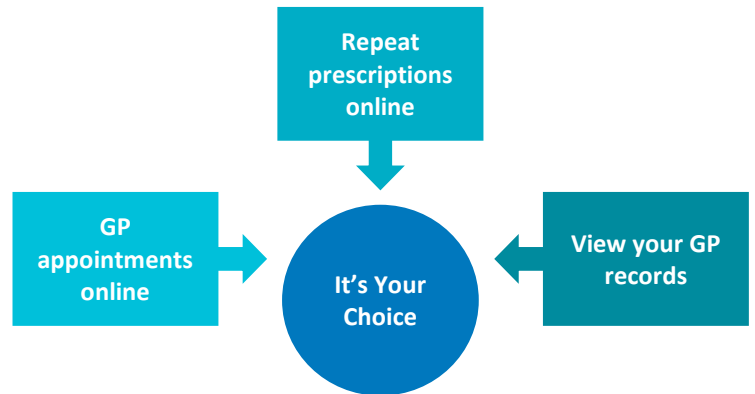 Repeat
prescriptions
online
GP
appointments
online
It’s Your
Choice
View your GP
records